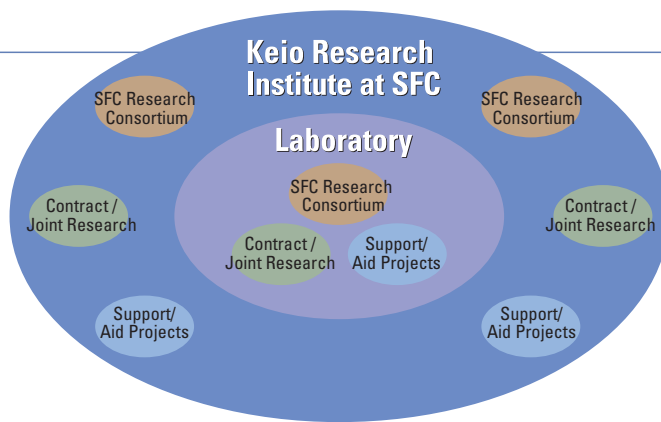 Keio Research
Institute at SFC
SFC Research
Consortium
SFC Research
Consortium
Laboratory
SFC Research
Consortium
Contract /
Joint Research
Contract /
Joint Research
Contract /
Joint Research
Support/
Aid Projects
Support/
Aid Projects
Support/
Aid Projects